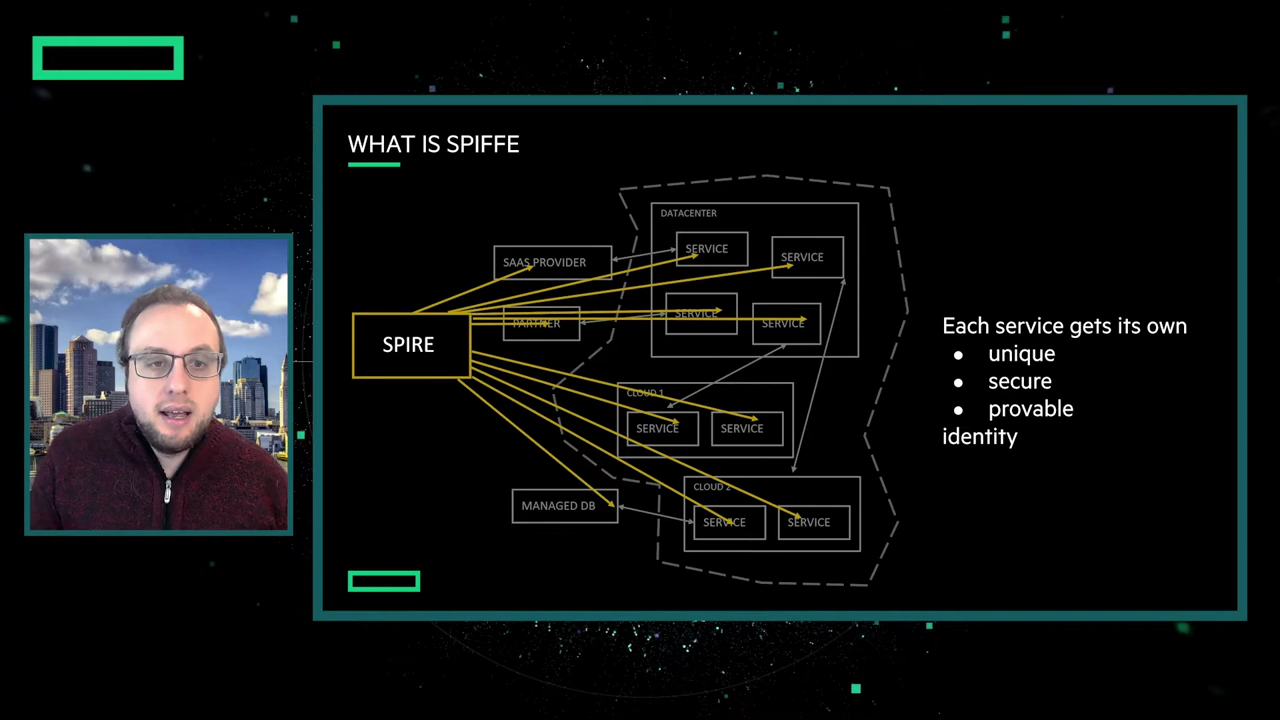 WHAT IS SPIFFE
DATACENTER
SERVICE
SERVICE
SAAS PROVIDER
SERVICE
SERVICE
PARTNER
SPIRE
CLOUD 1
SERVICE
SERVICE
CLOUD 2
MANAGED DB
SERVICE
SERVICE
Each service gets its own
● unique
● secure
● provable
identity